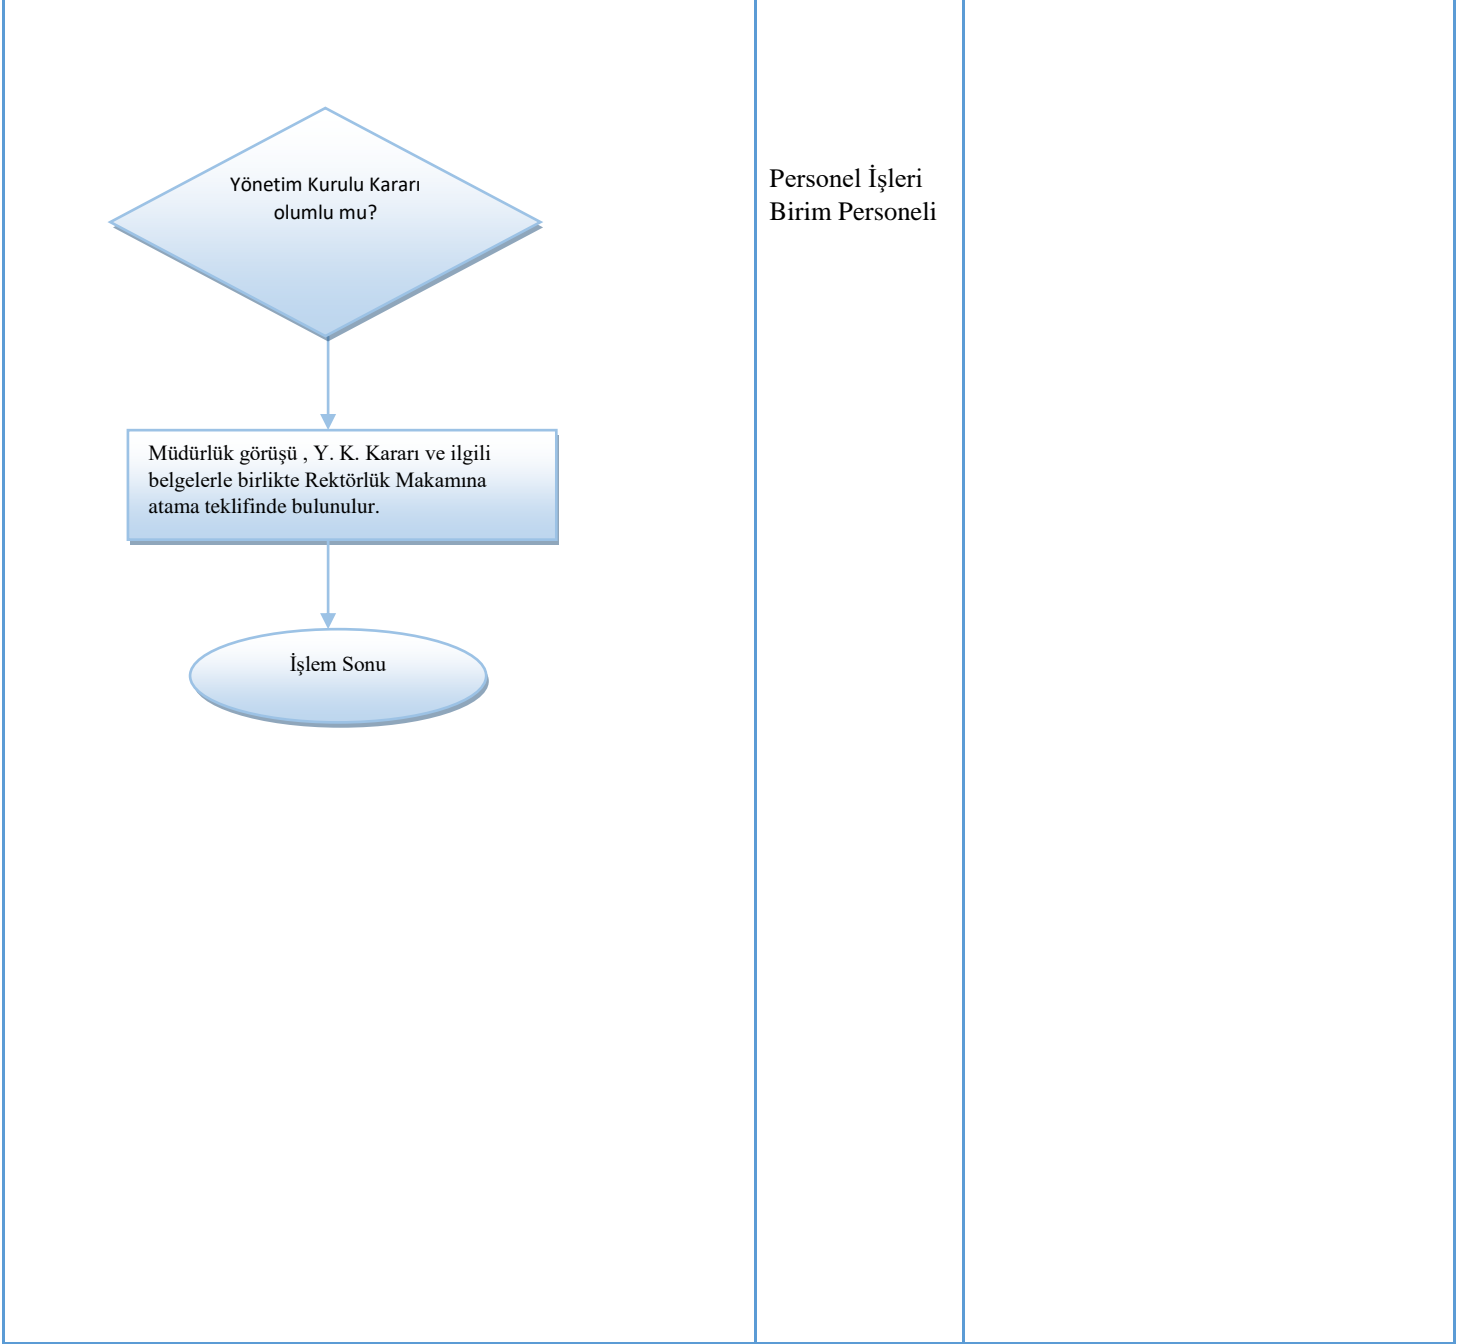 Yönetim Kurulu Kararı
olumlu mu?
Personel İşleri
Birim Personeli
Müdürlük görüşü , Y. K. Kararı ve ilgili
belgelerle birlikte Rektörlük Makamına
atama teklifinde bulunulur.
İşlem Sonu